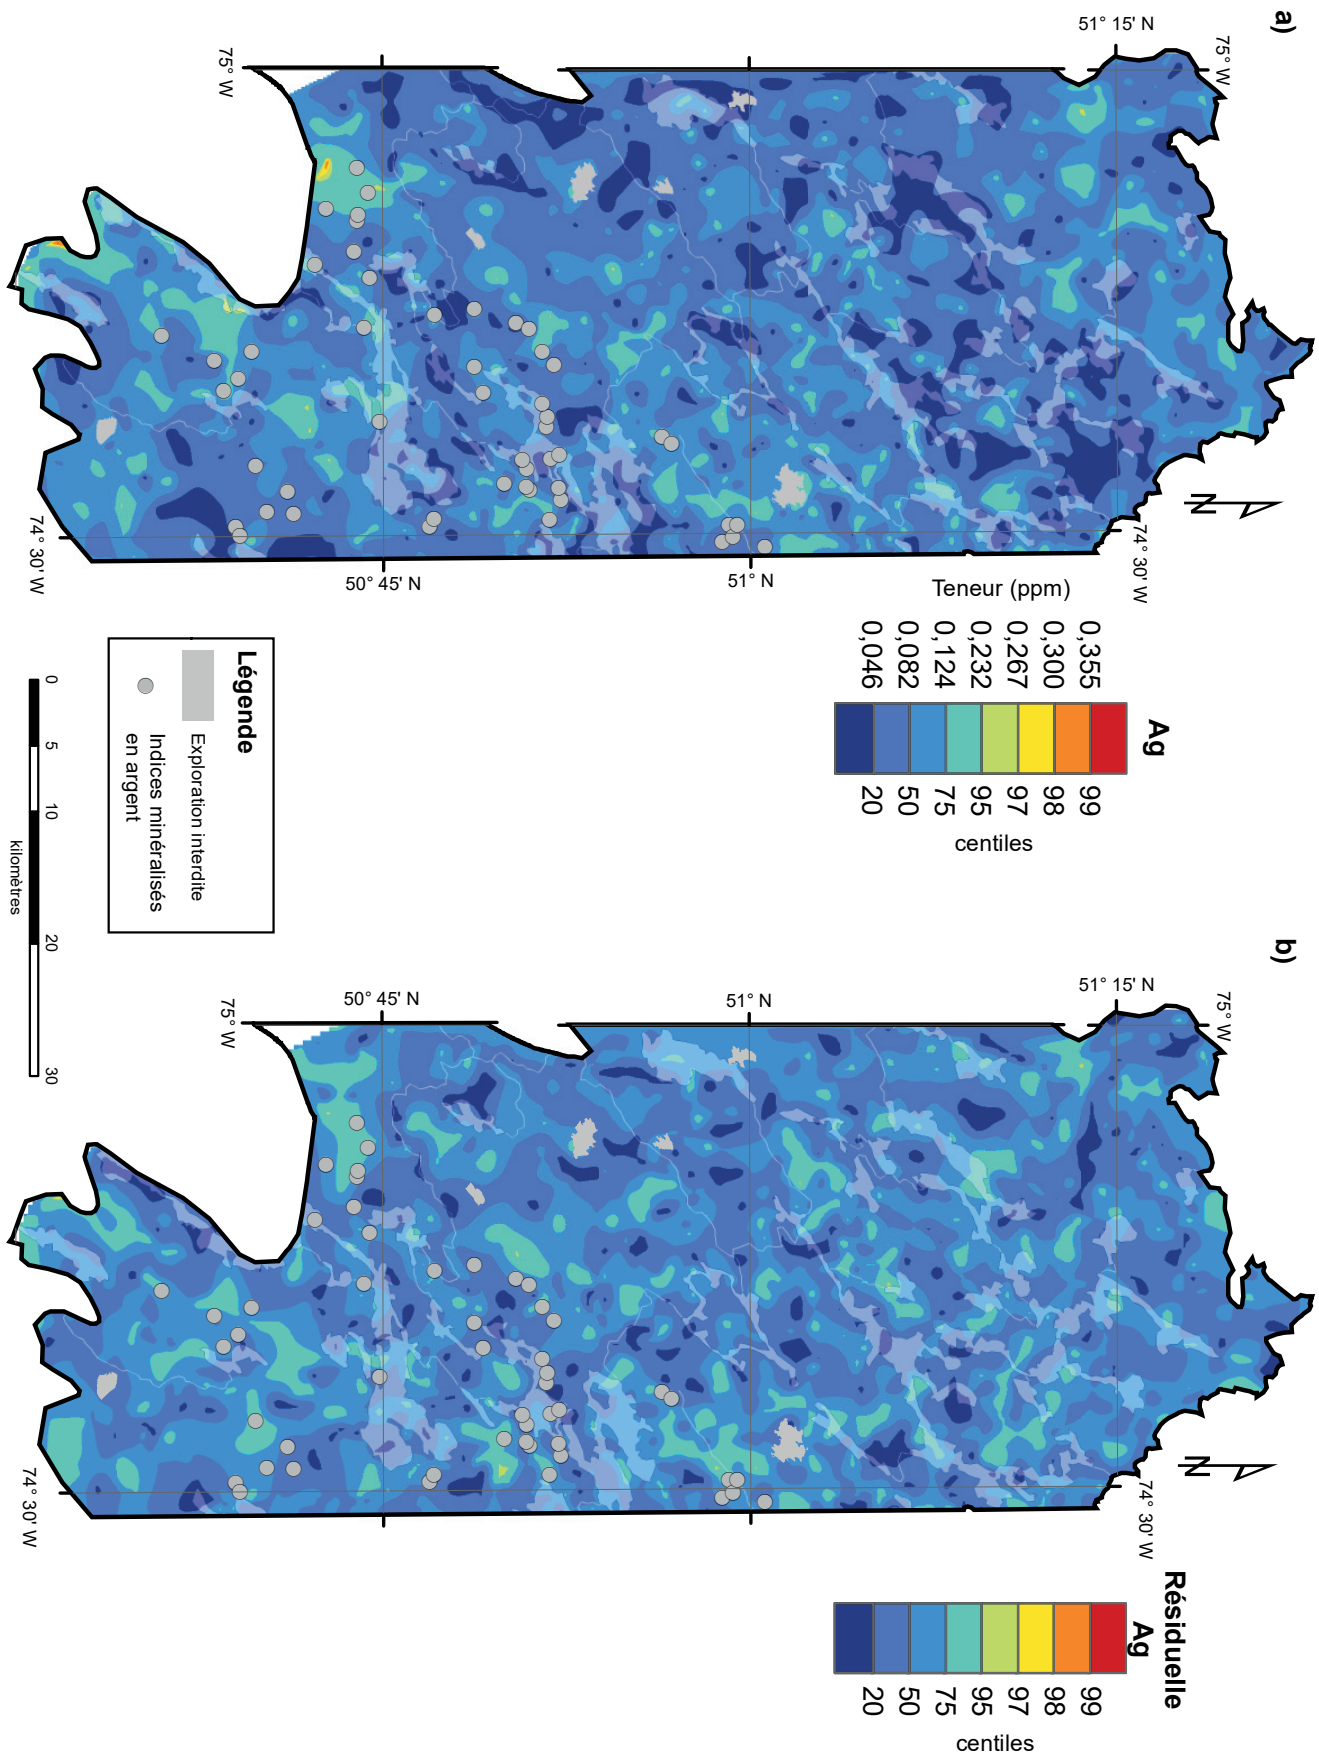 a)
75° W
51° 15' N
75° W
50° 45' N
51° N
74° 30' W
74° 30' W
N
Teneur (ppm)
0,355
0,300
0,267
0,232
0,124
0,082
0,046
Ag
99
98
97
95
75
50
20
centiles
Légende
Exploration interdite
Indices minéralisés
en argent
0
5
10
20
30
kilomètres
b)
75° W
50° 45' N
51° N
51° 15' N
75° W
74° 30' W
74° 30' W
N
Résiduelle
Ag
99
98
97
95
75
50
20
centiles